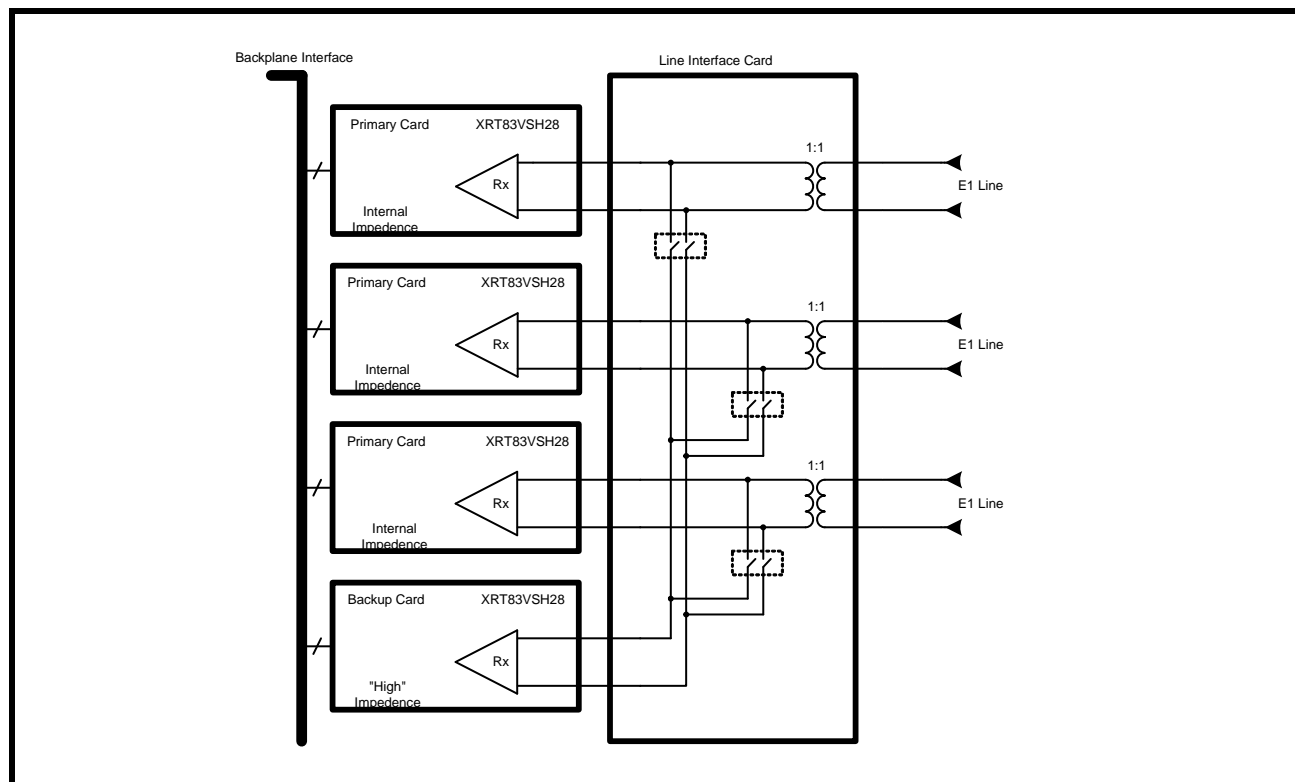 Backplane Interface
Line Interface Card
Primary Card XRT83VSH28
Rx
Internal
Impedence
1:1
E1 Line
Primary Card XRT83VSH28
Rx
Internal
Impedence
1:1
E1 Line
Primary Card XRT83VSH28
Rx
Internal
Impedence
1:1
E1 Line
Backup Card XRT83VSH28
Rx
"High"
Impedence